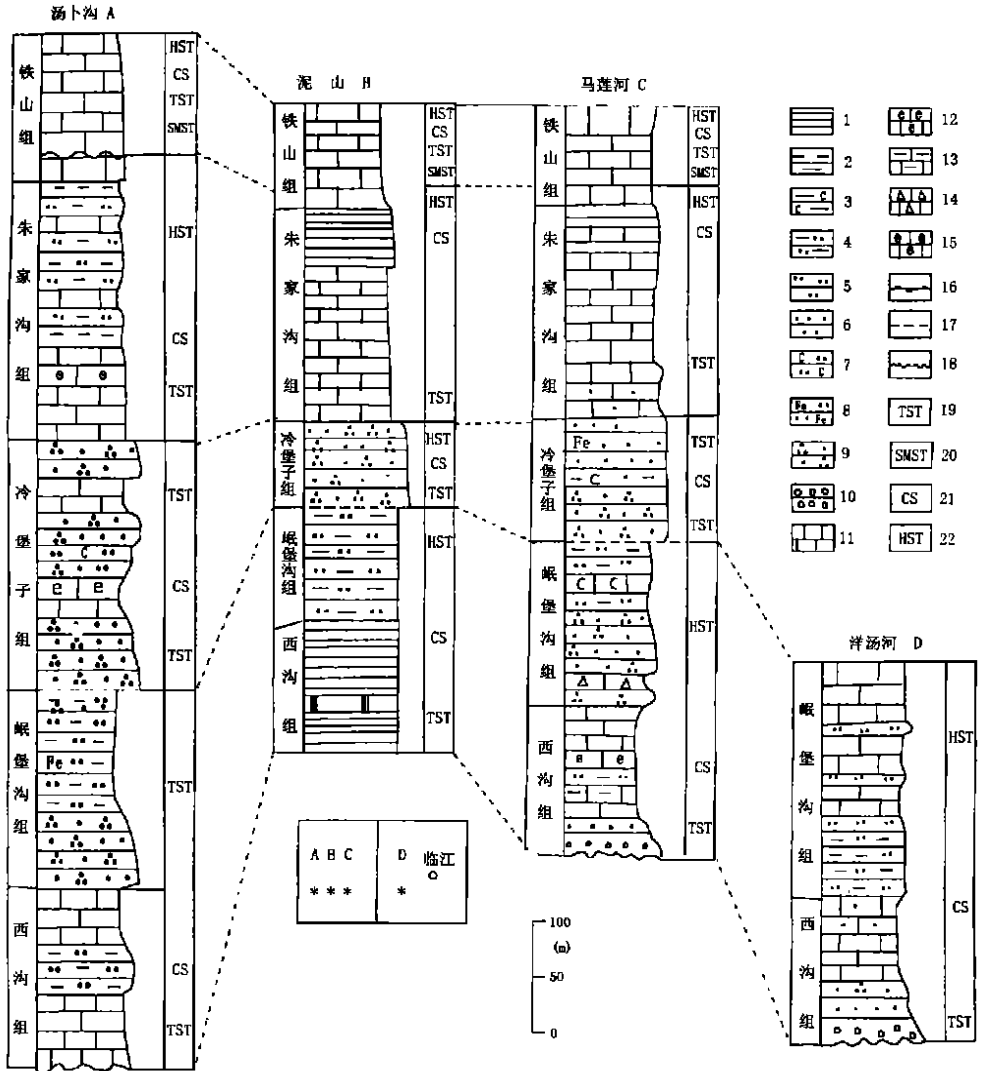 汤卜沟 A
铁山组
HST
CS
TST
SMST
朱家沟组
HST
CS
TST
冷堡子组
C
e e
TST
CS
TST
岷堡沟组
Fe
TST
西沟组
CS
TST
泥山 B
铁山组
HST
CS
TST
SMST
朱家沟组
HST
CS
TST
冷堡子组
HST
CS
TST
岷堡沟组
HST
西沟组
CS
TST
马莲河 C
铁山组
HST
CS
TST
SMST
朱家沟组
HST
CS
TST
冷堡子组
Fe
C
TST
CS
TST
岷堡沟组
C C
HST
西沟组
e e
CS
TST
洋汤河 D
岷堡沟组
HST
西沟组
CS
TST
A B C D 临江
* * * *
100
(m)
50
0
1
2
C C 3
4
5
6
C C 7
Fe Fe 8
9
10
11
e e e 12
13
14
15
16
17
18
TST 19
SMST 20
CS 21
HST 22